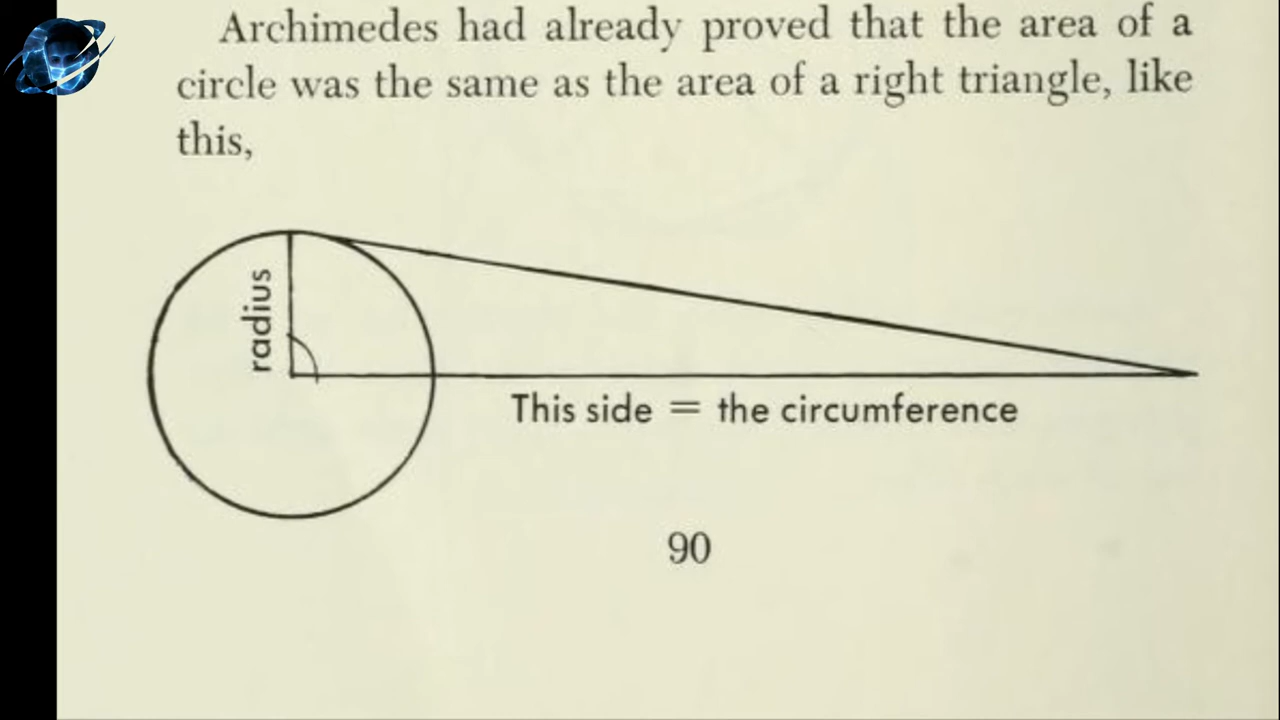 Archimedes had already proved that the area of a
circle was the same as the area of a right triangle, like
this,
radius
This side = the circumference
90